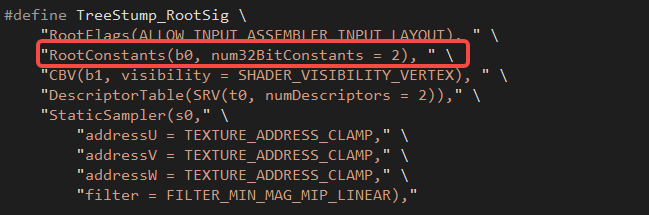 #define TreeStump_RootSig \
"RootFlags(ALLOW_INPUT_ASSEMBLER_INPUT_LAYOUT), " \
"RootConstants(b0, num32BitConstants = 2), " \
"CBV(b1, visibility = SHADER_VISIBILITY_VERTEX), " \
"DescriptorTable(SRV(t0, numDescriptors = 2))," \
"StaticSampler(s0," \
"addressU = TEXTURE_ADDRESS_CLAMP," \
"addressV = TEXTURE_ADDRESS_CLAMP," \
"addressW = TEXTURE_ADDRESS_CLAMP," \
"filter = FILTER_MIN_MAG_MIP_LINEAR),"